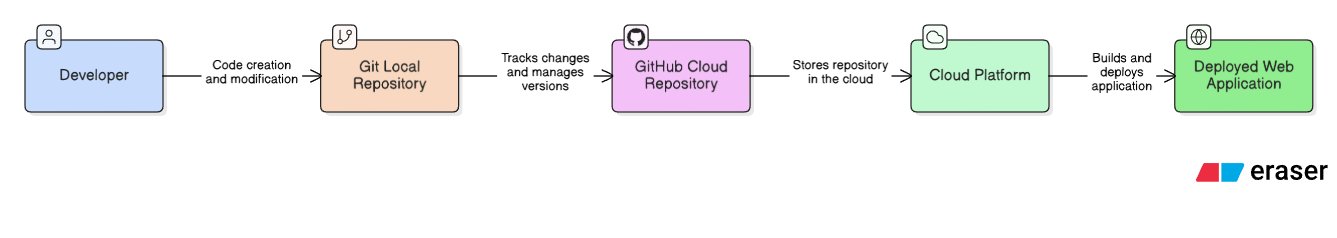 Developer
Code creation
and modification
Git Local
Repository
Tracks changes
and manages
versions
GitHub Cloud
Repository
Stores repository
in the cloud
Cloud Platform
Builds and
deploys
application
Deployed Web
Application
eraser